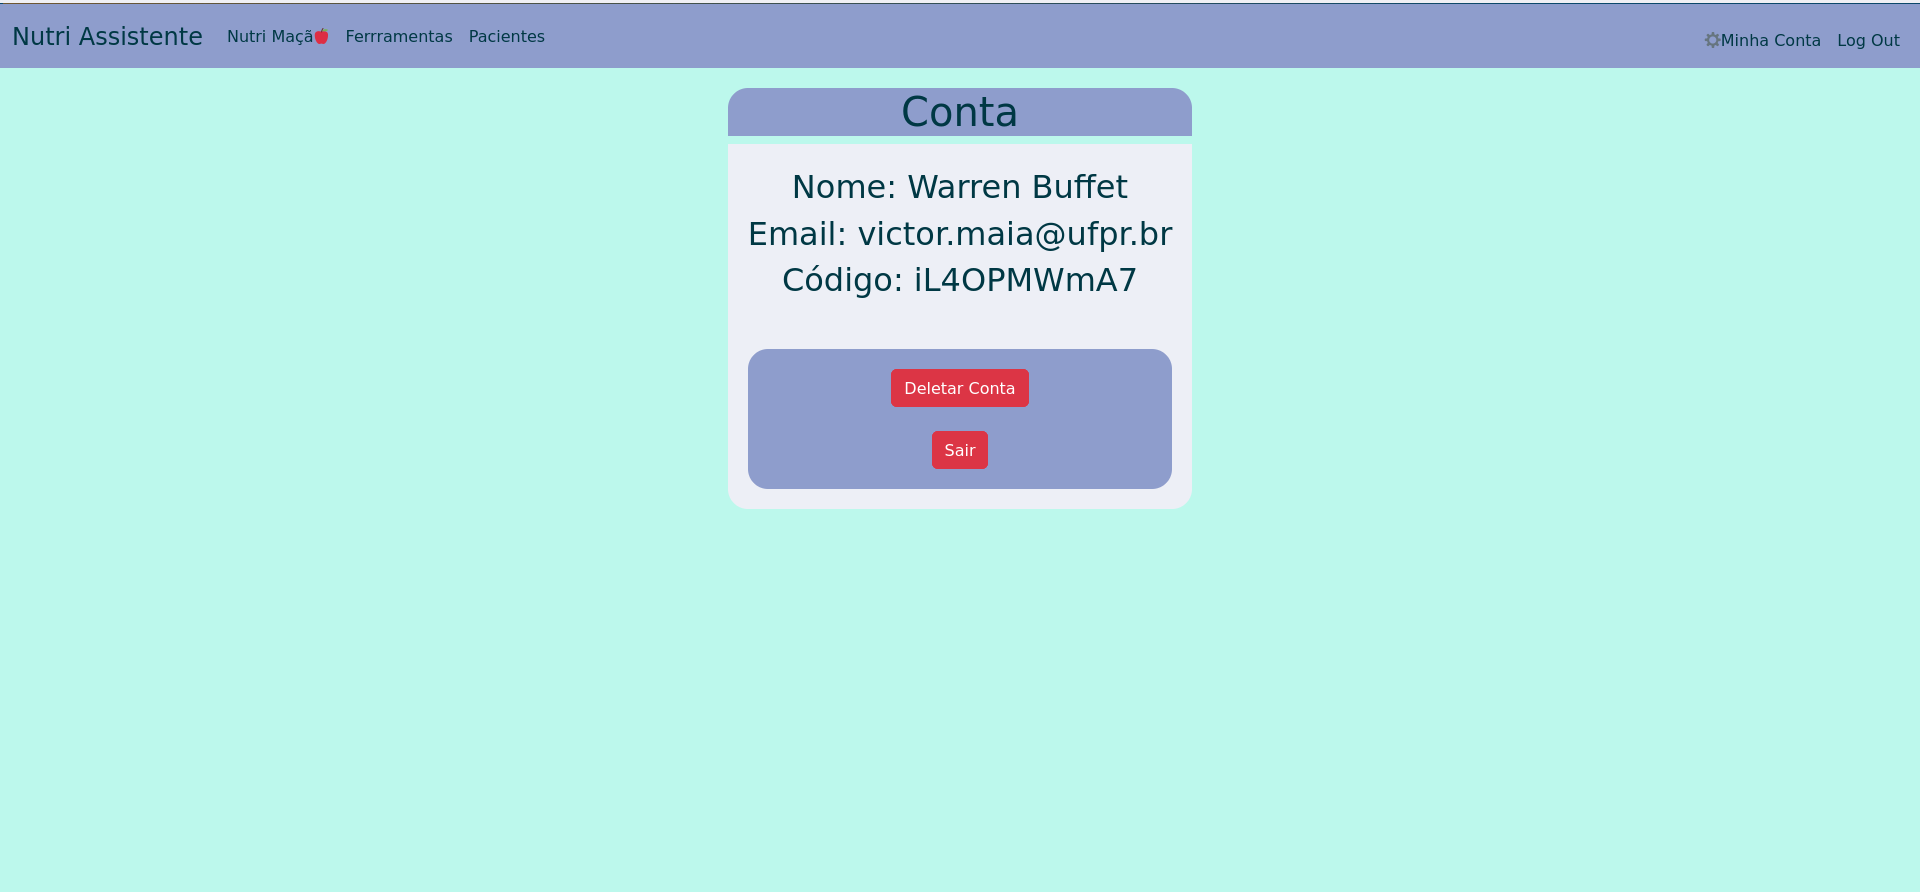 Nutri Assistente Nutri Maçã🍎 Ferrramentas Pacientes ⚙Minha Conta Log Out
Conta
Nome: Warren Buffet
Email: victor.maia@ufpr.br
Código: iL4OPMWmA7
Deletar Conta
Sair